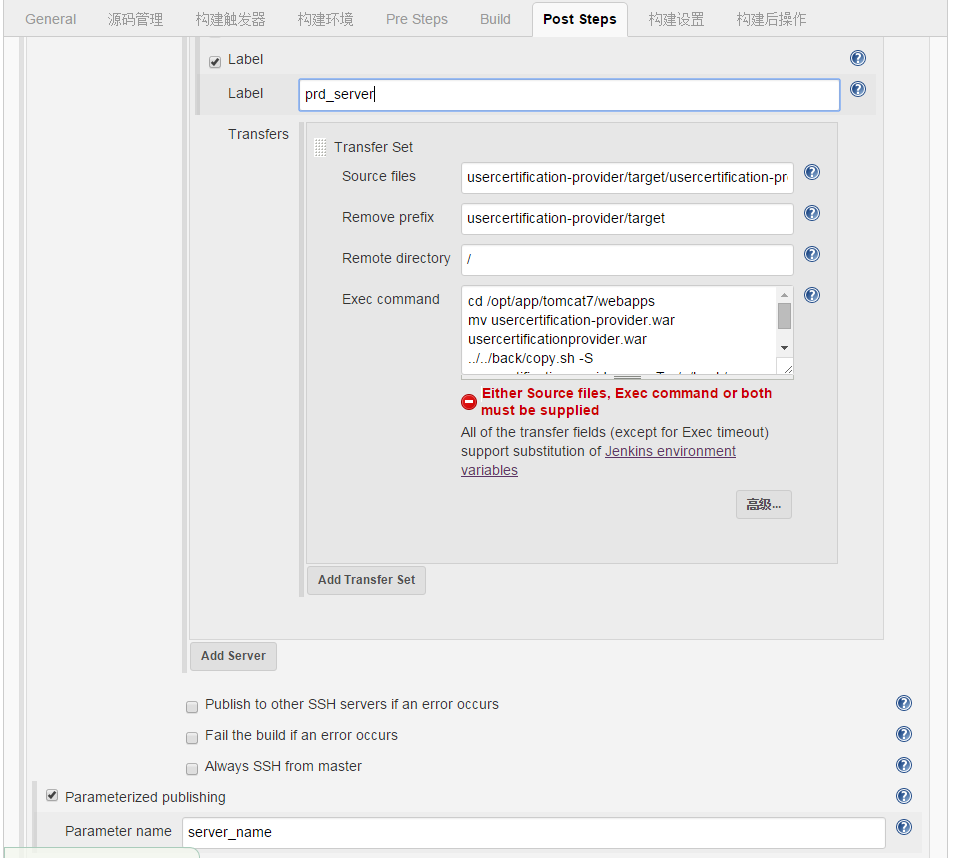 General 源码管理 构建触发器 构建环境 Pre Steps Build Post Steps 构建设置 构建后操作
Label
Label prd_server
Transfers
Transfer Set
Source files usercertification-provider/target/usercertification-pr
Remove prefix usercertification-provider/target
Remote directory /
Exec command cd /opt/app/tomcat7/webapps
mv usercertification-provider.war
usercertificationprovider.war
../../back/copy.sh -S
Either Source files, Exec command or both
must be supplied
All of the transfer fields (except for Exec timeout)
support substitution of Jenkins environment
variables
高级...
Add Transfer Set
Add Server
Publish to other SSH servers if an error occurs
Fail the build if an error occurs
Always SSH from master
Parameterized publishing
Parameter name server_name